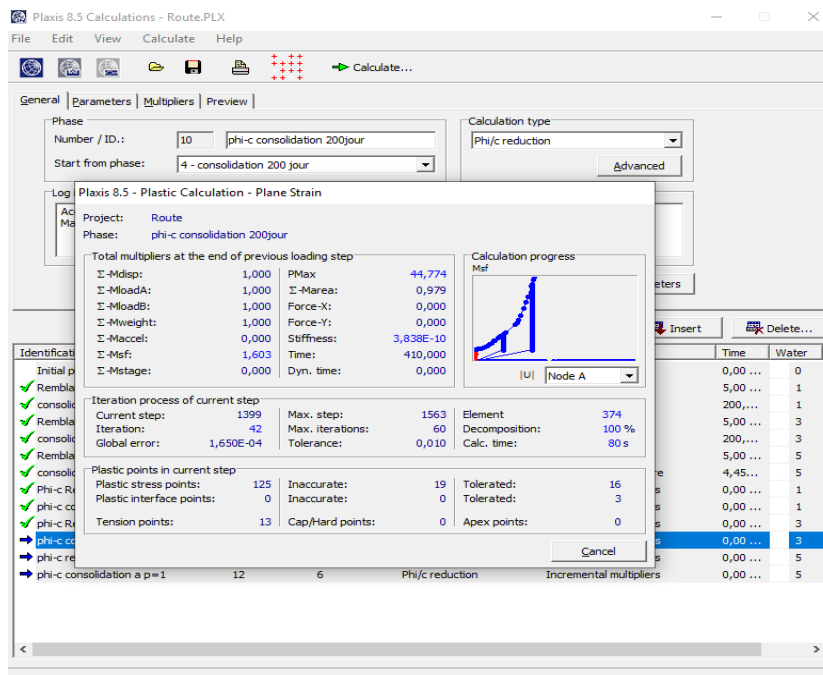 Plaxis 8.5 Calculations - Route.PLX
File Edit View Calculate Help
Calculate...
General Parameters Multipliers Preview
Phase
Number / ID.: 10 phi-c consolidation 200jour
Start from phase: 4 - consolidation 200 jour
Calculation type
Phi/c reduction
Advanced
Log
Ac
Ma
eters
Insert Delete...
Plaxis 8.5 - Plastic Calculation - Plane Strain
Project: Route
Phase: phi-c consolidation 200jour
Total multipliers at the end of previous loading step
Σ-Mdisp: 1,000 PMax 44,774
Σ-MloadA: 1,000 Σ-Marea: 0,979
Σ-MloadB: 1,000 Force-X: 0,000
Σ-Mweight: 1,000 Force-Y: 0,000
Σ-Maccel: 0,000 Stiffness: 3,838E-10
Σ-Msf: 1,603 Time: 410,000
Σ-Mstage: 0,000 Dyn. time: 0,000
Calculation progress
Msf
|U| Node A
Iteration process of current step
Current step: 1399 Max. step: 1563 Element 374
Iteration: 42 Max. iterations: 60 Decomposition: 100 %
Global error: 1,650E-04 Tolerance: 0,010 Calc. time: 80 s
Plastic points in current step
Plastic stress points: 125 Inaccurate: 19 Tolerated: 16
Plastic interface points: 0 Inaccurate: 0 Tolerated: 3
Tension points: 13 Cap/Hard points: 0 Apex points: 0
Cancel
Identificati Time Water
Initial p 0,00 ... 0
Rembla 5,00 ... 1
consolic 200,... 1
Rembla 5,00 ... 3
consolic 200,... 3
Rembla 5,00 ... 5
consolic e 4,45... 5
Phi-c Re s 0,00 ... 1
phi-c co s 0,00 ... 1
phi-c Re s 0,00 ... 3
phi-c co s 0,00 ... 3
phi-c re s 0,00 ... 5
phi-c consolidation a p=1 12 6 Phi/c reduction Incremental multipliers 0,00 ... 5